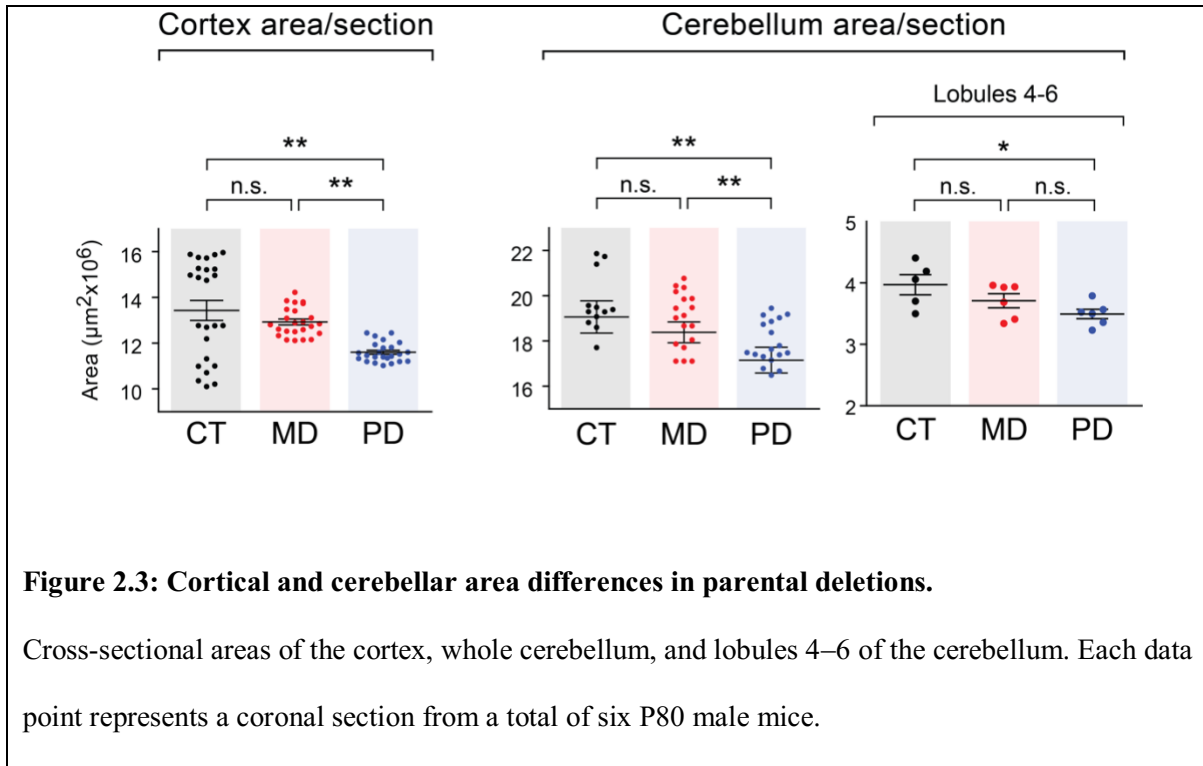 Cortex area/section
Cerebellum area/section
Lobules 4-6
**
n.s.
**
**
n.s.
**
*
n.s.
n.s.
Area (µm²x10⁶)
16
14
12
10
CT
MD
PD
22
20
18
16
CT
MD
PD
5
4
3
2
CT
MD
PD
Figure 2.3: Cortical and cerebellar area differences in parental deletions.
Cross-sectional areas of the cortex, whole cerebellum, and lobules 4–6 of the cerebellum. Each data
point represents a coronal section from a total of six P80 male mice.